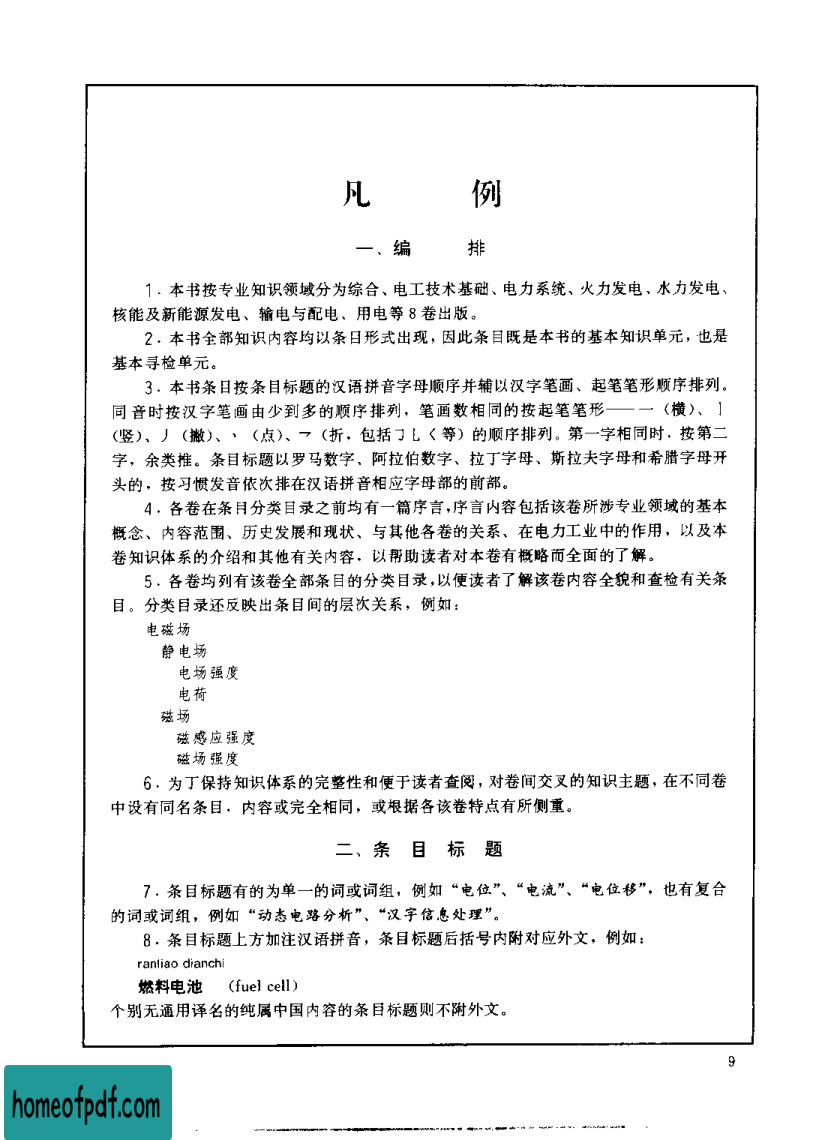 凡 例
一、编 排
1．本书按专业知识领域分为综合、电工技术基础、电力系统、火力发电、水力发电、
核能及新能源发电、输电与配电、用电等 8 卷出版。
2．本书全部知识内容均以条目形式出现，因此条目既是本书的基本知识单元，也是
基本寻检单元。
3．本书条目按条目标题的汉语拼音字母顺序并辅以汉字笔画、起笔笔形顺序排列。
同音时按汉字笔画由少到多的顺序排列，笔画数相同的按起笔笔形——一（横）、丨
（竖）、丿（撇）、丶（点）、乛（折，包括㇆乚く等）的顺序排列。第一字相同时，按第二
字，余类推。条目标题以罗马数字、阿拉伯数字、拉丁字母、斯拉夫字母和希腊字母开
头的，按习惯发音依次排在汉语拼音相应字母部的前部。
4．各卷在条目分类目录之前均有一篇序言，序言内容包括该卷所涉专业领域的基本
概念、内容范围、历史发展和现状、与其他各卷的关系、在电力工业中的作用，以及本
卷知识体系的介绍和其他有关内容，以帮助读者对本卷有概略而全面的了解。
5．各卷均列有该卷全部条目的分类目录，以便读者了解该卷内容全貌和查检有关条
目。分类目录还反映出条目间的层次关系，例如：
电磁场
静电场
电场强度
电荷
磁场
磁感应强度
磁场强度
6．为了保持知识体系的完整性和便于读者查阅，对卷间交叉的知识主题，在不同卷
中设有同名条目，内容或完全相同，或根据各该卷特点有所侧重。
二、条 目 标 题
7．条目标题有的为单一的词或词组，例如“电位”、“电流”、“电位移”，也有复合
的词或词组，例如“动态电路分析”、“汉字信息处理”。
8．条目标题上方加注汉语拼音，条目标题后括号内附对应外文，例如：
ranliao dianchi
燃料电池 （fuel cell）
个别无通用译名的纯属中国内容的条目标题则不附外文。
9
homeofpdf.com